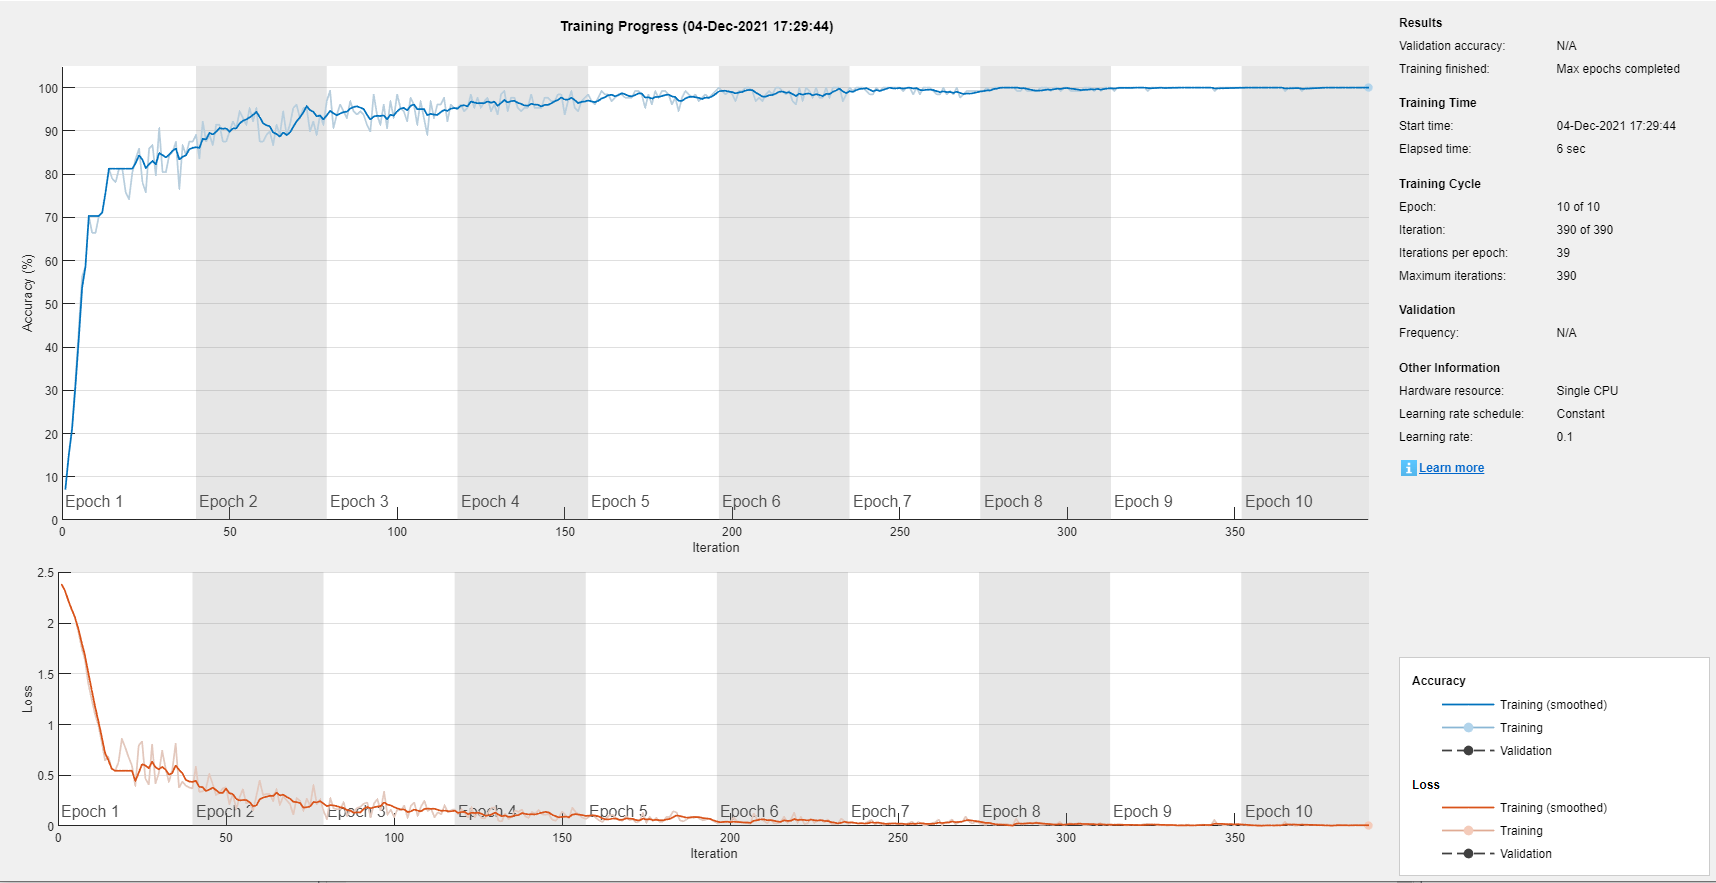 Training Progress (04-Dec-2021 17:29:44)
Accuracy (%)
100
90
80
70
60
50
40
30
20
10
0
Epoch 1 Epoch 2 Epoch 3 Epoch 4 Epoch 5 Epoch 6 Epoch 7 Epoch 8 Epoch 9 Epoch 10
0 50 100 150 200 250 300 350
Iteration
Loss
2.5
2
1.5
1
0.5
0
Epoch 1 Epoch 2 Epoch 3 Epoch 4 Epoch 5 Epoch 6 Epoch 7 Epoch 8 Epoch 9 Epoch 10
0 50 100 150 200 250 300 350
Iteration
Results
Validation accuracy: N/A
Training finished: Max epochs completed
Training Time
Start time: 04-Dec-2021 17:29:44
Elapsed time: 6 sec
Training Cycle
Epoch: 10 of 10
Iteration: 390 of 390
Iterations per epoch: 39
Maximum iterations: 390
Validation
Frequency: N/A
Other Information
Hardware resource: Single CPU
Learning rate schedule: Constant
Learning rate: 0.1
i Learn more
Accuracy
Training (smoothed)
Training
Validation
Loss
Training (smoothed)
Training
Validation